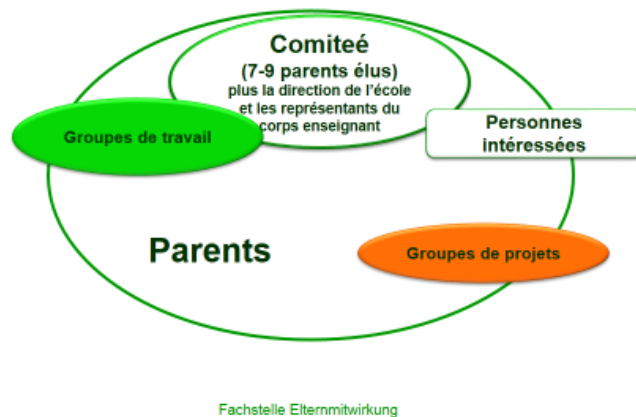 Comiteé
(7-9 parents élus)
plus la direction de l'école
et les représentants du
corps enseignant
Groupes de travail
Personnes
intéressées
Parents
Groupes de projets
Fachstelle Elternmitwirkung